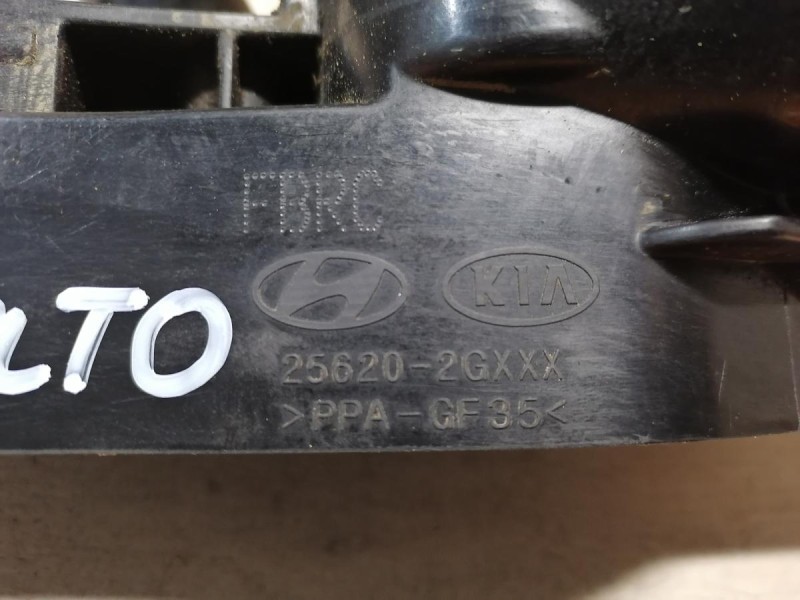 FBRC
KIA
LTO
25620-2GXXX
>PPA-GF35<